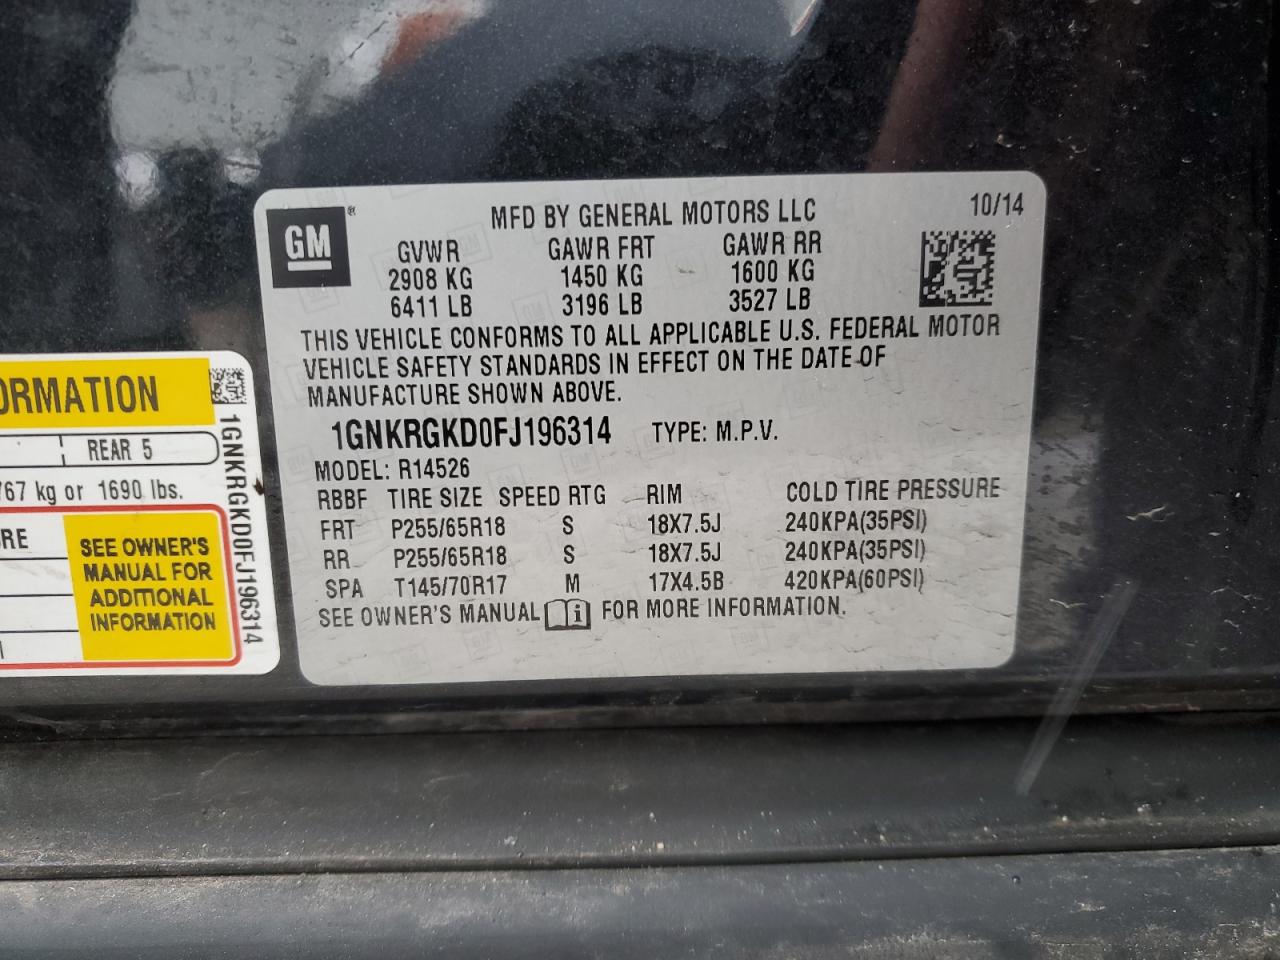 GM®
MFD BY GENERAL MOTORS LLC
10/14
GVWR GAWR FRT GAWR RR
2908 KG 1450 KG 1600 KG
6411 LB 3196 LB 3527 LB
THIS VEHICLE CONFORMS TO ALL APPLICABLE U.S. FEDERAL MOTOR
VEHICLE SAFETY STANDARDS IN EFFECT ON THE DATE OF
MANUFACTURE SHOWN ABOVE.
1GNKRGKD0FJ196314 TYPE: M.P.V.
MODEL: R14526
RBBF TIRE SIZE SPEED RTG RIM COLD TIRE PRESSURE
FRT P255/65R18 S 18X7.5J 240KPA(35PSI)
RR P255/65R18 S 18X7.5J 240KPA(35PSI)
SPA T145/70R17 M 17X4.5B 420KPA(60PSI)
SEE OWNER'S MANUAL i FOR MORE INFORMATION.
ORMATION
REAR 5
767 kg or 1690 lbs.
RE
SEE OWNER'S
MANUAL FOR
ADDITIONAL
INFORMATION
1GNKRGKD0FJ196314